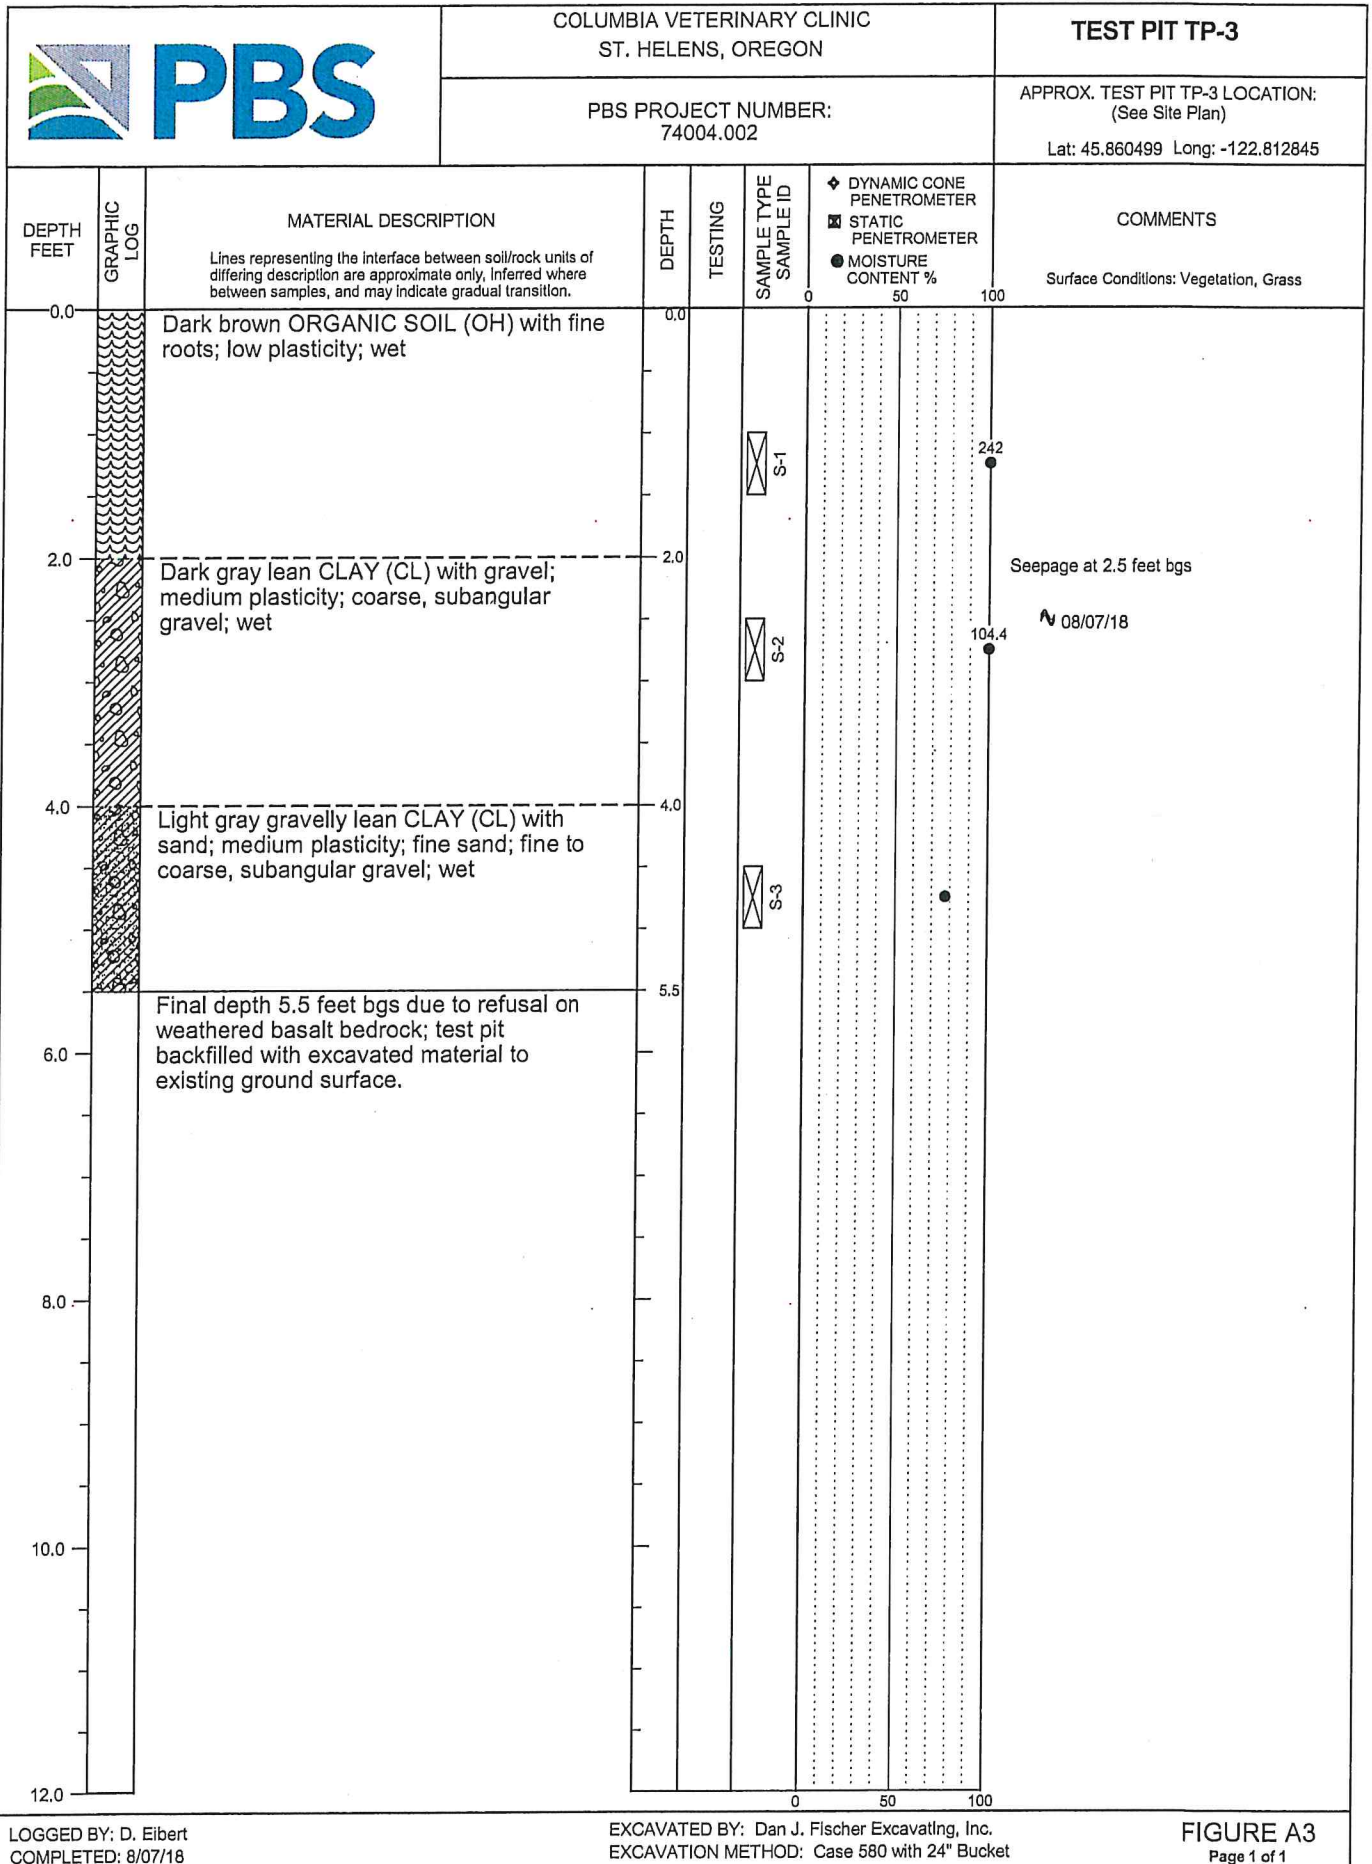 PBS
COLUMBIA VETERINARY CLINIC
ST. HELENS, OREGON
TEST PIT TP-3
PBS PROJECT NUMBER:
74004.002
APPROX. TEST PIT TP-3 LOCATION:
(See Site Plan)
Lat: 45.860499 Long: -122.812845
DEPTH
FEET
GRAPHIC
LOG
MATERIAL DESCRIPTION
Lines representing the interface between soil/rock units of
differing description are approximate only, inferred where
between samples, and may indicate gradual transition.
DEPTH
TESTING
SAMPLE TYPE
SAMPLE ID
DYNAMIC CONE
PENETROMETER
STATIC
PENETROMETER
MOISTURE
CONTENT %
0 50 100
COMMENTS
Surface Conditions: Vegetation, Grass
0.0
Dark brown ORGANIC SOIL (OH) with fine
roots; low plasticity; wet
0.0
S-1
242
2.0
Dark gray lean CLAY (CL) with gravel;
medium plasticity; coarse, subangular
gravel; wet
2.0
Seepage at 2.5 feet bgs
S-2
104.4
08/07/18
4.0
Light gray gravelly lean CLAY (CL) with
sand; medium plasticity; fine sand; fine to
coarse, subangular gravel; wet
4.0
S-3
Final depth 5.5 feet bgs due to refusal on
weathered basalt bedrock; test pit
backfilled with excavated material to
existing ground surface.
5.5
6.0
8.0
10.0
12.0
0 50 100
LOGGED BY: D. Eibert
COMPLETED: 8/07/18
EXCAVATED BY: Dan J. Fischer Excavating, Inc.
EXCAVATION METHOD: Case 580 with 24" Bucket
FIGURE A3
Page 1 of 1